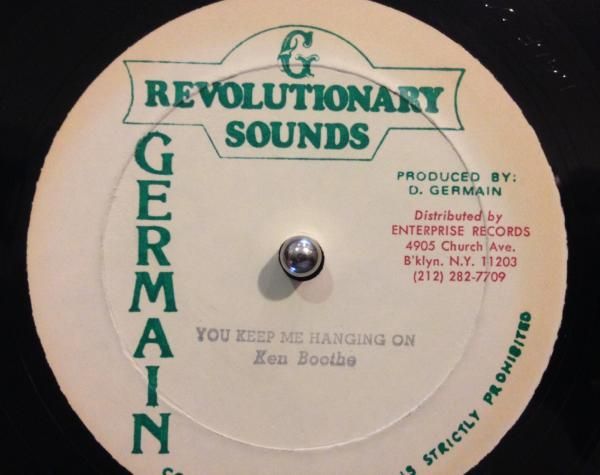 G
REVOLUTIONARY
SOUNDS
GERMAIN
PRODUCED BY:
D. GERMAIN
Distributed by
ENTERPRISE RECORDS
4905 Church Ave.
B'klyn. N.Y. 11203
(212) 282-7709
YOU KEEP ME HANGING ON
Ken Boothe
STRICTLY PROHIBITED